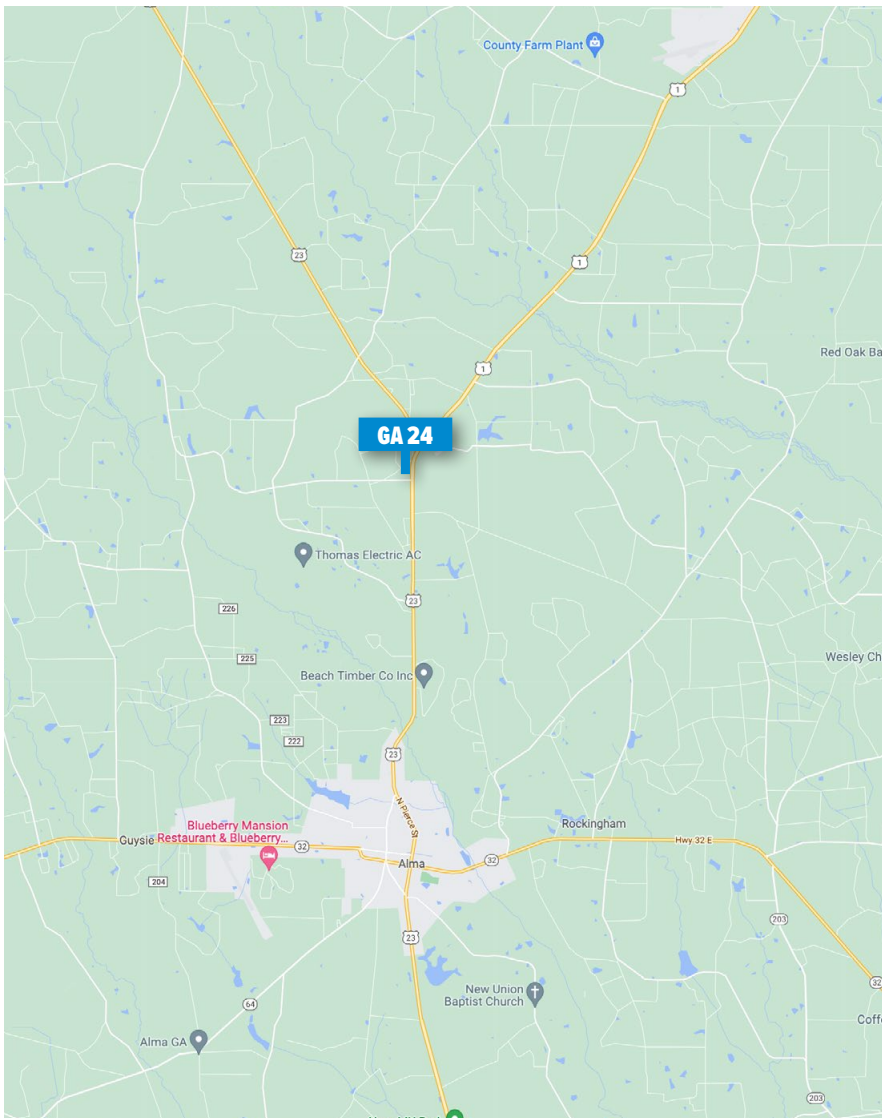 County Farm Plant
1
23
1
Red Oak Ba
1
GA 24
Thomas Electric AC
23
226
225
Wesley Ch
Beach Timber Co Inc
223
222
23
N Pierce St
Blueberry Mansion
Restaurant & Blueberry...
Guysie
32
Rockingham
Hwy 32 E
Alma
32
204
203
23
32
New Union
Baptist Church
64
Coff
Alma GA
203